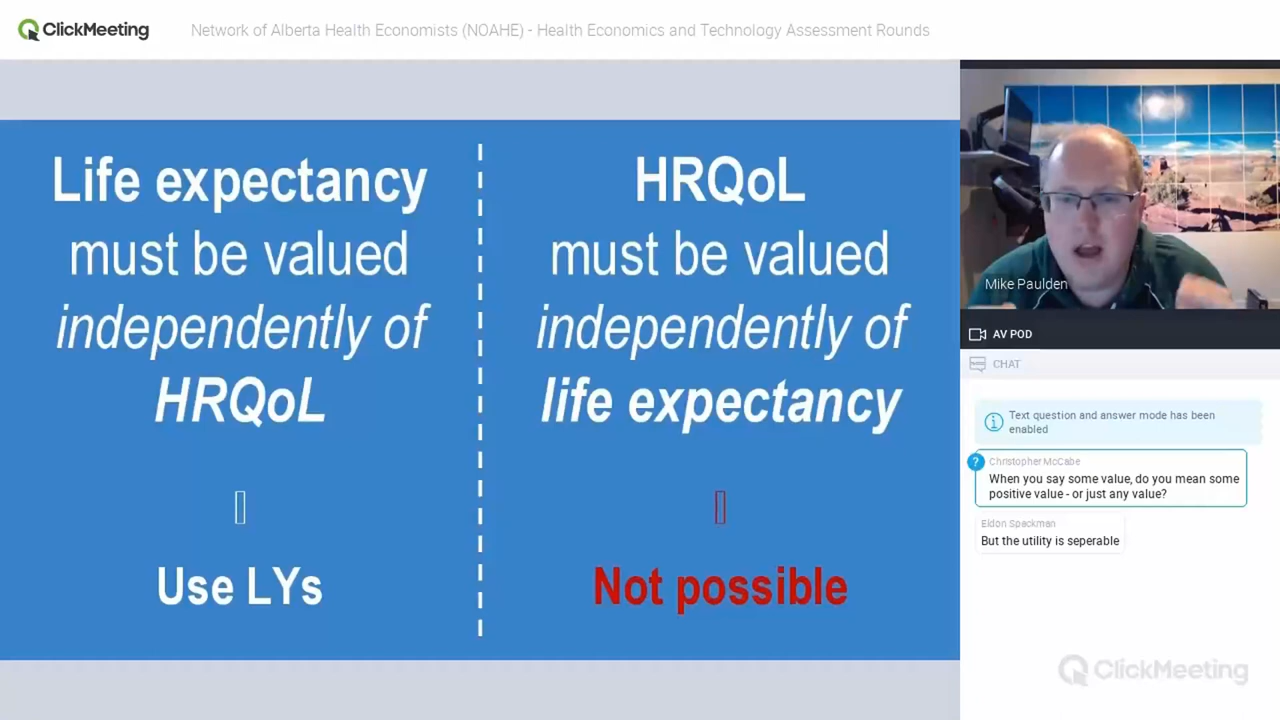 ClickMeeting
Network of Alberta Health Economists (NOAHE) - Health Economics and Technology Assessment Rounds
Life expectancy
must be valued
independently of
HRQoL
Use LYs
HRQoL
must be valued
independently of
life expectancy
Not possible
Mike Paulden
AV POD
CHAT
Text question and answer mode has been
enabled
?
Christopher McCabe
When you say some value, do you mean some
positive value - or just any value?
Eldon Spackman
But the utility is seperable
ClickMeeting